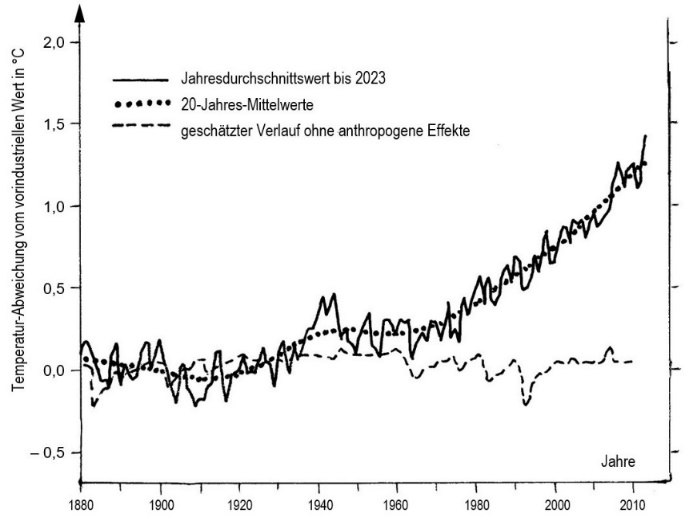 Temperatur-Abweichung vom vorindustriellen Wert in °C
2,0
1,5
1,0
0,5
0,0
– 0,5
Jahresdurchschnittswert bis 2023
20-Jahres-Mittelwerte
geschätzter Verlauf ohne anthropogene Effekte
Jahre
1880 1900 1920 1940 1960 1980 2000 2010